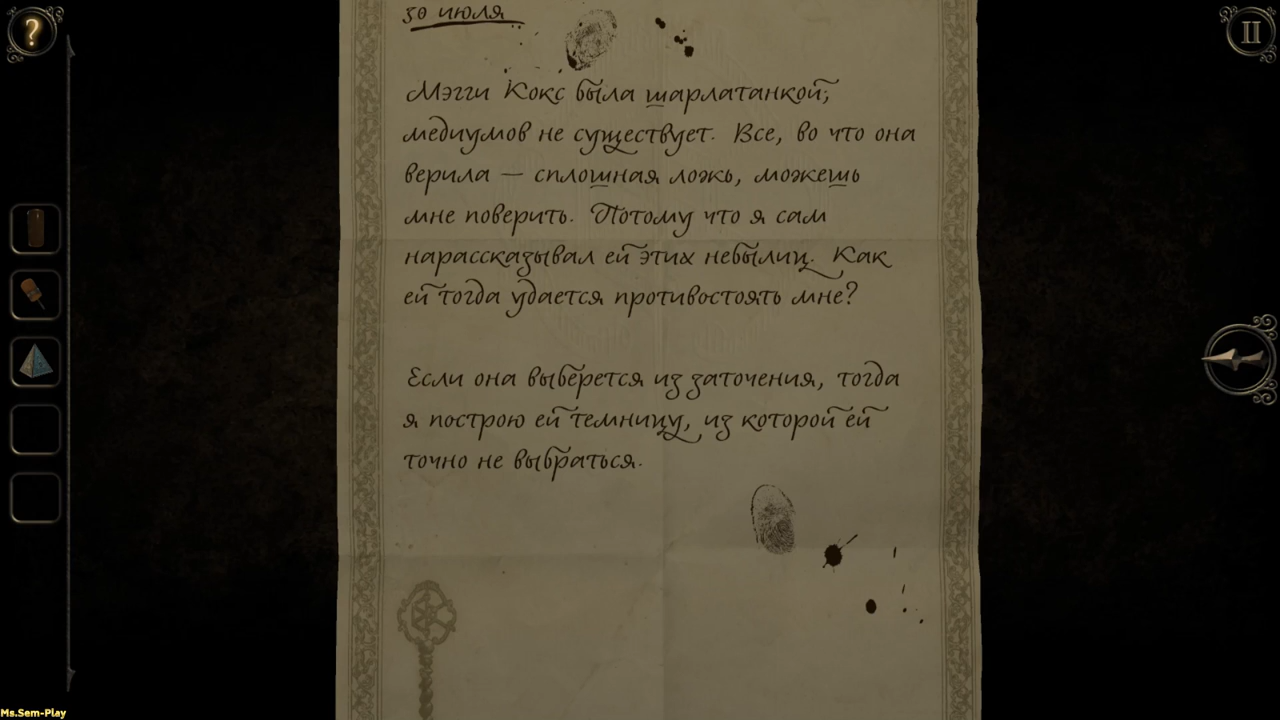 30 июля
Мэгги Кокс была шарлатанкой;
медиумов не существует. Все, во что она
верила — сплошная ложь, можешь
мне поверить. Потому что я сам
нарассказывал ей этих небылиц. Как
ей тогда удается противостоять мне?
Если она выберется из заточения, тогда
я построю ей темницу, из которой ей
точно не выбраться.
Ms.Sem-Play